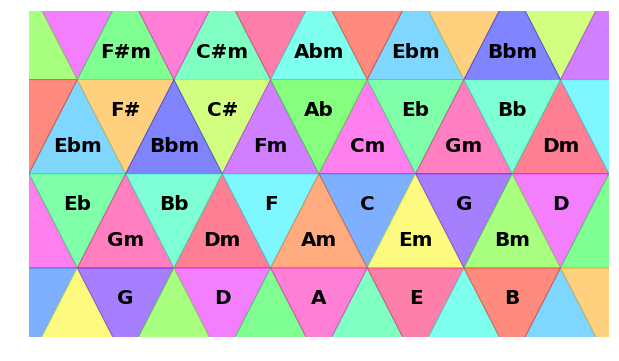 F#m C#m Abm Ebm Bbm
F# C# Ab Eb Bb
Ebm Bbm Fm Cm Gm Dm
Eb Bb F C G D
Gm Dm Am Em Bm
G D A E B